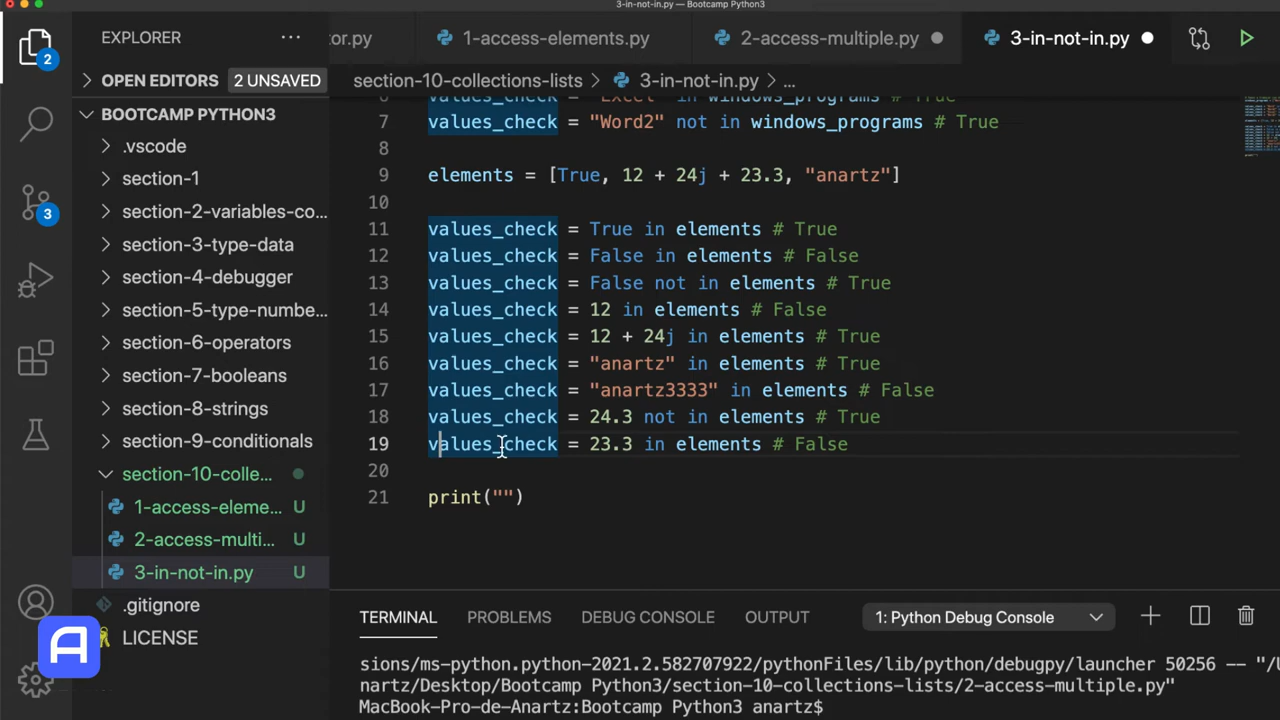 3-in-not-in.py — Bootcamp Python3
EXPLORER
tor.py
1-access-elements.py
2-access-multiple.py
3-in-not-in.py
2
OPEN EDITORS 2 UNSAVED
section-10-collections-lists > 3-in-not-in.py > ...
BOOTCAMP PYTHON3
.vscode
section-1
section-2-variables-co...
section-3-type-data
section-4-debugger
section-5-type-numbe...
section-6-operators
section-7-booleans
section-8-strings
section-9-conditionals
section-10-colle...
1-access-eleme... U
2-access-multi... U
3-in-not-in.py U
.gitignore
LICENSE
3
A
6 values_check = "Excel" in windows_programs # True
7 values_check = "Word2" not in windows_programs # True
8
9 elements = [True, 12 + 24j + 23.3, "anartz"]
10
11 values_check = True in elements # True
12 values_check = False in elements # False
13 values_check = False not in elements # True
14 values_check = 12 in elements # False
15 values_check = 12 + 24j in elements # True
16 values_check = "anartz" in elements # True
17 values_check = "anartz3333" in elements # False
18 values_check = 24.3 not in elements # True
19 values_check = 23.3 in elements # False
20
21 print("")
TERMINAL PROBLEMS DEBUG CONSOLE OUTPUT 1: Python Debug Console
sions/ms-python.python-2021.2.582707922/pythonFiles/lib/python/debugpy/launcher 50256 -- "/U
nartz/Desktop/Bootcamp Python3/section-10-collections-lists/2-access-multiple.py"
MacBook-Pro-de-Anartz:Bootcamp Python3 anartz$